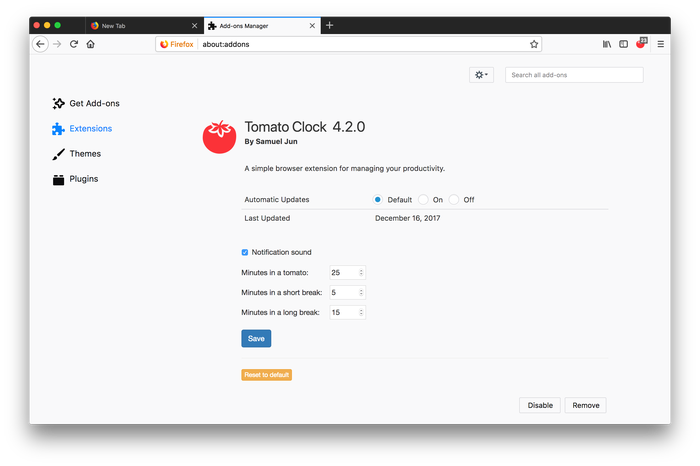 New Tab
Add-ons Manager
Firefox
about:addons
Search all add-ons
Get Add-ons
Extensions
Themes
Plugins
Tomato Clock 4.2.0
By Samuel Jun
A simple browser extension for managing your productivity.
Automatic Updates Default On Off
Last Updated December 16, 2017
Notification sound
Minutes in a tomato: 25
Minutes in a short break: 5
Minutes in a long break: 15
Save
Reset to default
Disable Remove